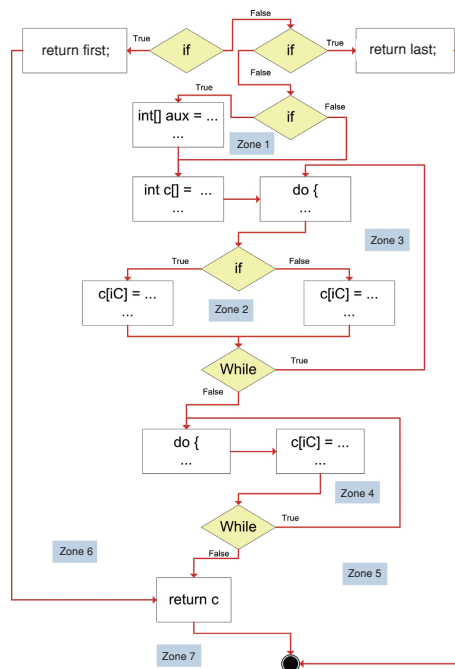 False
return first;
True
if
if
True
return last;
False
True
int[] aux = ...
...
if
False
Zone 1
int c[] = ...
...
do {
...
Zone 3
True
if
False
c[iC] = ...
...
Zone 2
c[iC] = ...
...
While
True
False
do {
...
c[iC] = ...
...
Zone 4
While
True
False
Zone 6
Zone 5
return c
Zone 7